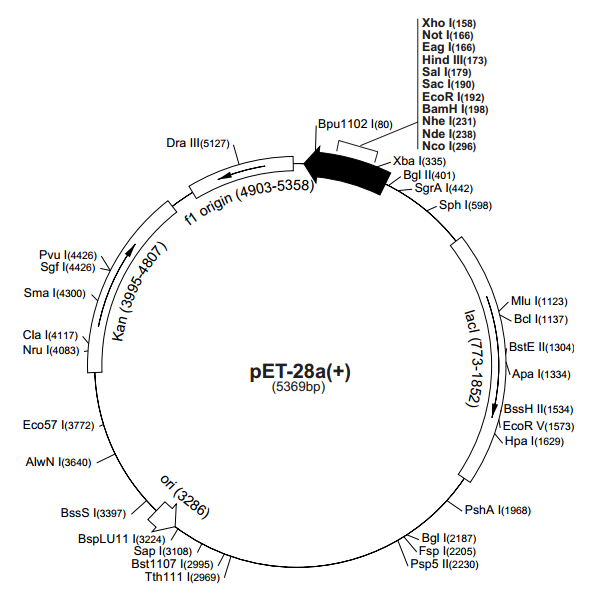 Xho I(158)
Not I(166)
Eag I(166)
Hind III(173)
Sal I(179)
Sac I(190)
EcoR I(192)
BamH I(198)
Nhe I(231)
Nde I(238)
Nco I(296)
Bpu1102 I(80)
Dra III(5127)
Xba I(335)
Bgl II(401)
SgrA I(442)
Sph I(598)
f1 origin (4903-5358)
Pvu I(4426)
Sgf I(4426)
Sma I(4300)
Kan (3995-4807)
Cla I(4117)
Nru I(4083)
Mlu I(1123)
Bcl I(1137)
lacI (773-1852)
BstE II(1304)
Apa I(1334)
pET-28a(+)
(5369bp)
BssH II(1534)
EcoR V(1573)
Hpa I(1629)
Eco57 I(3772)
AlwN I(3640)
ori (3286)
BssS I(3397)
PshA I(1968)
BspLU11 I(3224)
Sap I(3108)
Bst1107 I(2995)
Tth111 I(2969)
Bgl I(2187)
Fsp I(2205)
Psp5 II(2230)